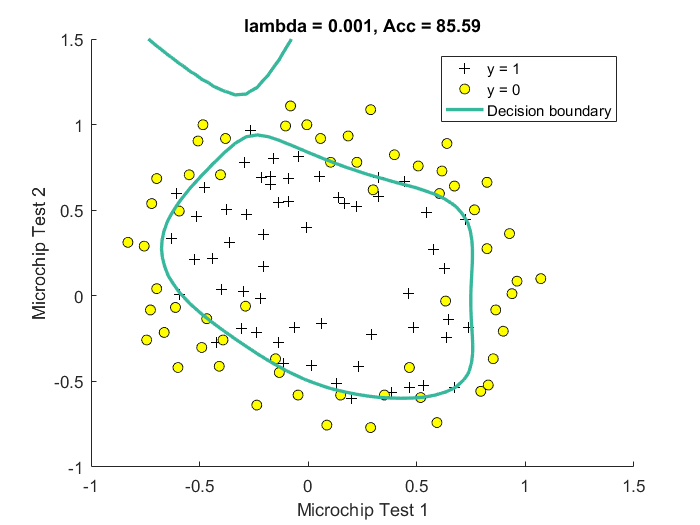 lambda = 0.001, Acc = 85.59
y = 1
y = 0
Decision boundary
Microchip Test 2
1.5
1
0.5
0
-0.5
-1
-1
-0.5
0
0.5
1
1.5
Microchip Test 1